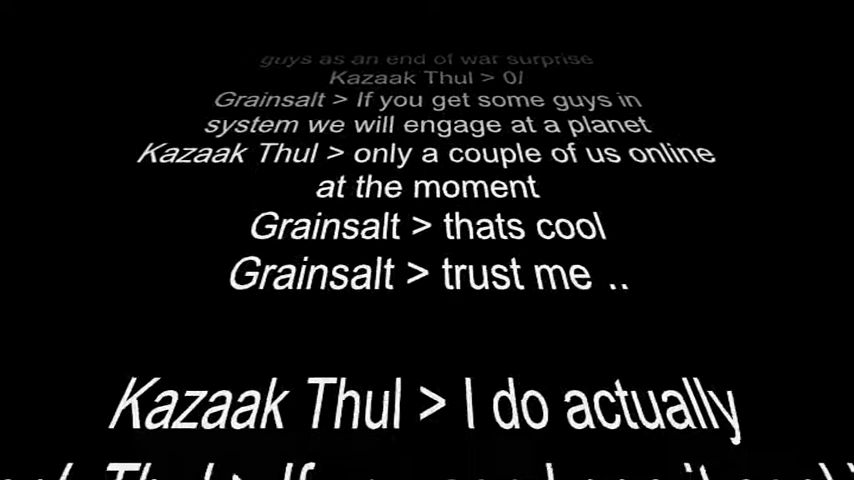 guys as an end of war surprise
Kazaak Thul > 0/
Grainsalt > If you get some guys in
system we will engage at a planet
Kazaak Thul > only a couple of us online
at the moment
Grainsalt > thats cool
Grainsalt > trust me ..
Kazaak Thul > I do actually
Thul >